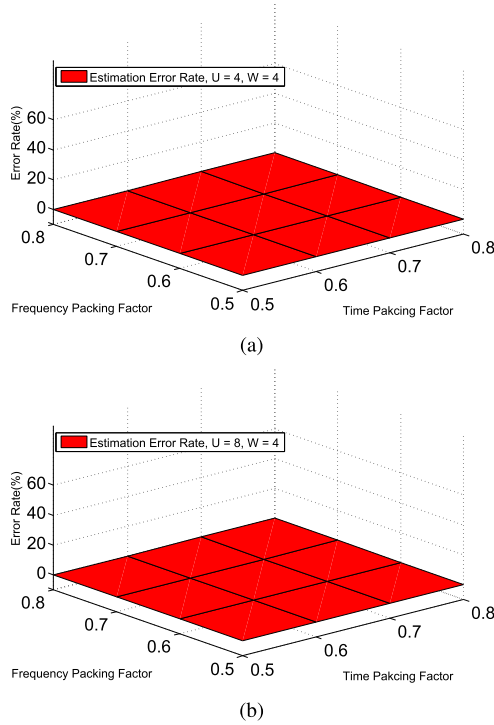 Estimation Error Rate, U = 4, W = 4
Error Rate(%)
60
40
20
0
0.8
0.7
0.6
0.5
0.5
0.6
0.7
0.8
Frequency Packing Factor
Time Pakcing Factor
(a)
Estimation Error Rate, U = 8, W = 4
Error Rate(%)
60
40
20
0
0.8
0.7
0.6
0.5
0.5
0.6
0.7
0.8
Frequency Packing Factor
Time Pakcing Factor
(b)